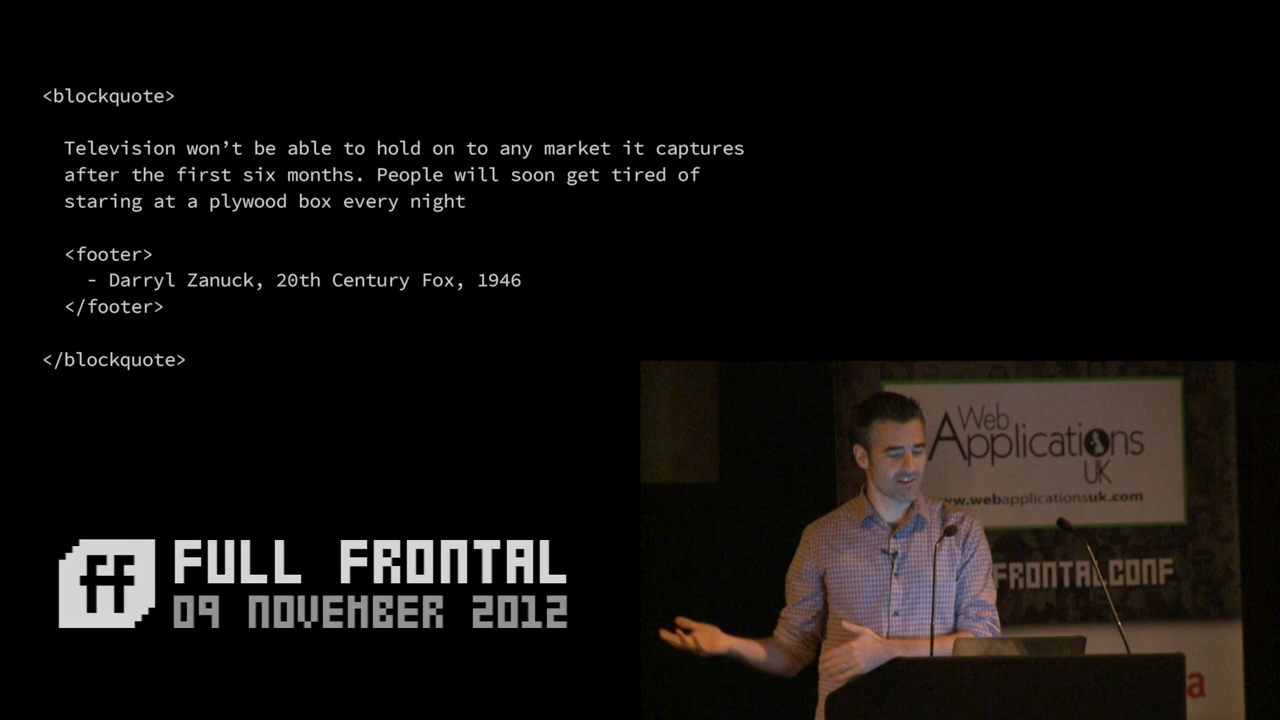 <blockquote>
Television won’t be able to hold on to any market it captures
after the first six months. People will soon get tired of
staring at a plywood box every night
<footer>
- Darryl Zanuck, 20th Century Fox, 1946
</footer>
</blockquote>
ff FULL FRONTAL
09 NOVEMBER 2012
Web
Applications
UK
www.webapplicationsuk.com
FRONTALCONF
a